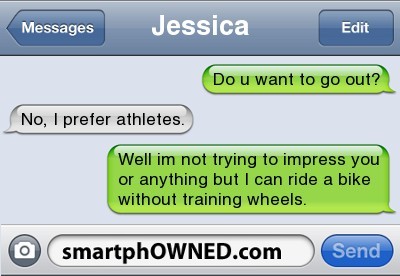 Messages Jessica Edit
Do u want to go out?
No, I prefer athletes.
Well im not trying to impress you
or anything but I can ride a bike
without training wheels.
smartphOWNED.com Send